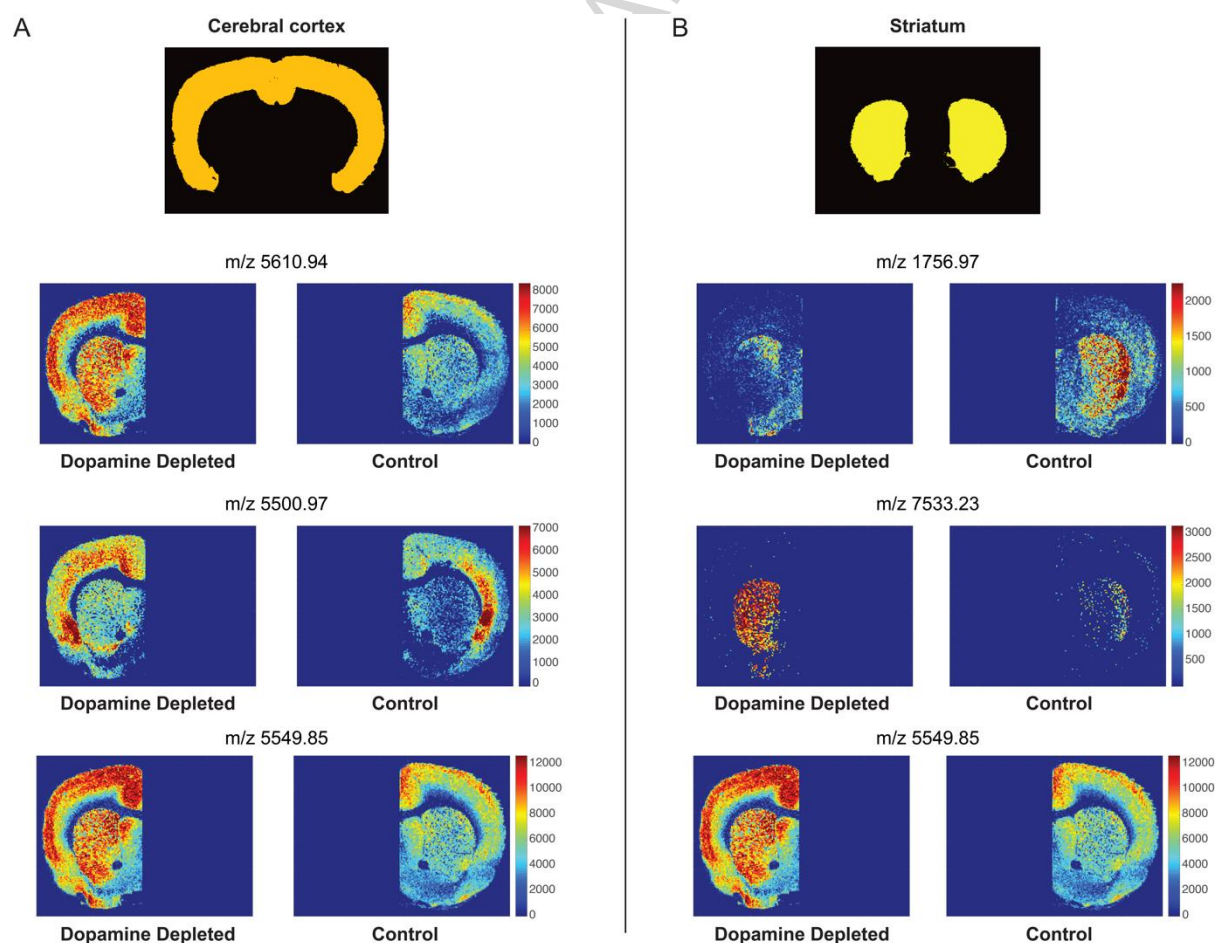 A
Cerebral cortex
m/z 5610.94
8000
7000
6000
5000
4000
3000
2000
1000
0
Dopamine Depleted
Control
m/z 5500.97
7000
6000
5000
4000
3000
2000
1000
0
Dopamine Depleted
Control
m/z 5549.85
12000
10000
8000
6000
4000
2000
0
Dopamine Depleted
Control
B
Striatum
m/z 1756.97
2000
1500
1000
500
0
Dopamine Depleted
Control
m/z 7533.23
3000
2500
2000
1500
1000
500
Dopamine Depleted
Control
m/z 5549.85
12000
10000
8000
6000
4000
2000
0
Dopamine Depleted
Control